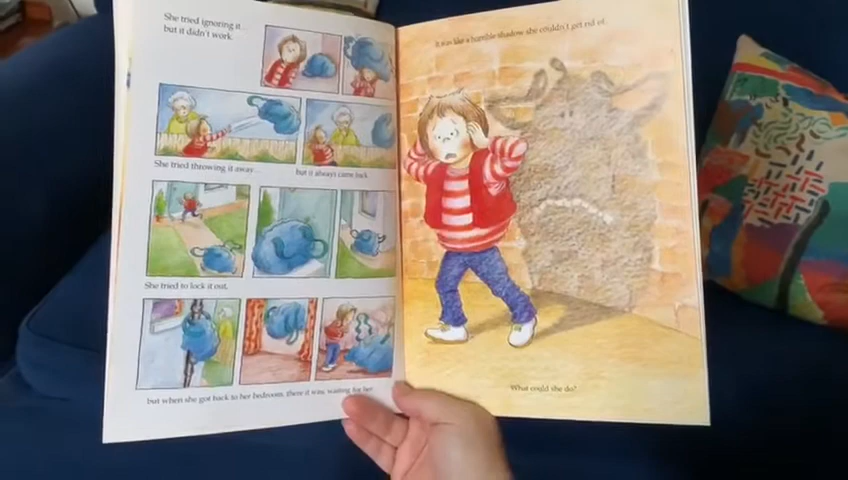 She tried ignoring it...
but it didn't work.
She tried throwing it away...
but it always came back.
She tried to lock it out,
but when she got back to her bedroom, there it was, waiting for her.
It was like a horrible shadow she couldn't get rid of.
What could she do?